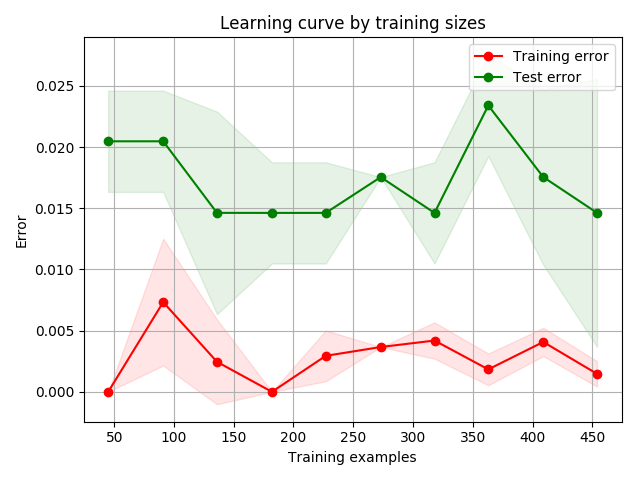 Learning curve by training sizes
Training error
Test error
0.025
0.020
0.015
0.010
0.005
0.000
Error
50 100 150 200 250 300 350 400 450
Training examples